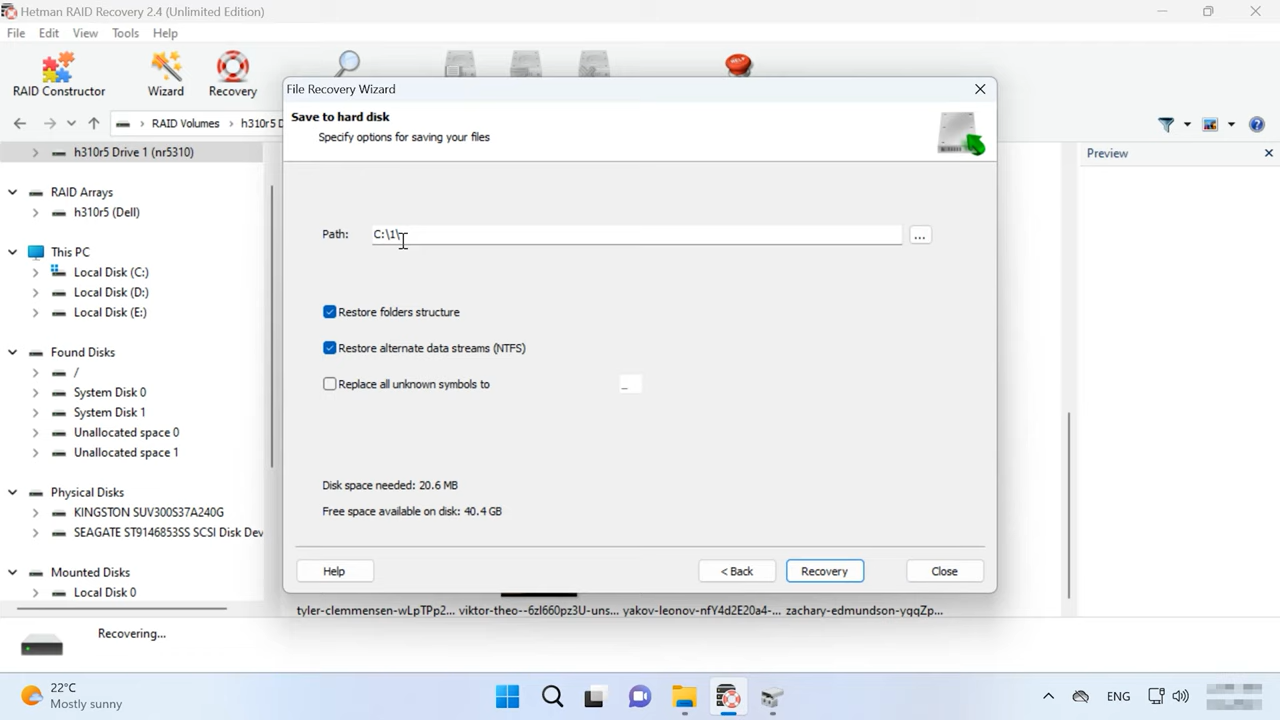 Hetman RAID Recovery 2.4 (Unlimited Edition)
File Edit View Tools Help
RAID Constructor Wizard Recovery
HELP
RAID Volumes h310r5 D
File Recovery Wizard
Save to hard disk
Specify options for saving your files
Path: C:\1\
...
Restore folders structure
Restore alternate data streams (NTFS)
Replace all unknown symbols to _
Disk space needed: 20.6 MB
Free space available on disk: 40.4 GB
Help < Back Recovery Close
Preview
h310r5 Drive 1 (nr5310)
RAID Arrays
h310r5 (Dell)
This PC
Local Disk (C:)
Local Disk (D:)
Local Disk (E:)
Found Disks
/
System Disk 0
System Disk 1
Unallocated space 0
Unallocated space 1
Physical Disks
KINGSTON SUV300S37A240G
SEAGATE ST9146853SS SCSI Disk Dev
Mounted Disks
Local Disk 0
tyler-clemmensen-wLpTPp2... viktor-theo--6zl660pz3U-uns... yakov-leonov-nfY4d2E20a4-... zachary-edmundson-ygqZp...
Recovering...
22°C
Mostly sunny
ENG